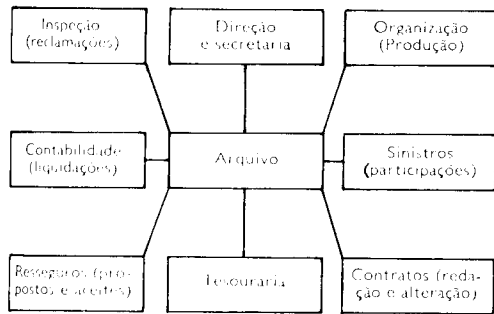 Inspeção
(reclamações)
Direção
e secretaria
Organização
(Produção)
Contabilidade
(liquidações)
Arquivo
Sinistros
(participações)
Resseguros (pro-
postos e aceites)
Tesouraria
Contratos (reda-
ção e alteração)